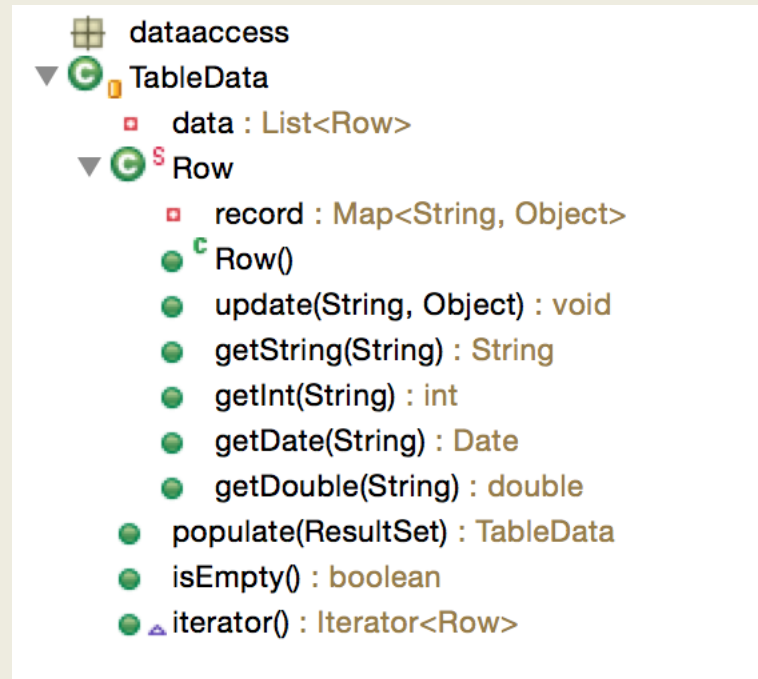 dataaccess
TableData
data : List<Row>
S Row
record : Map<String, Object>
C Row()
update(String, Object) : void
getString(String) : String
getInt(String) : int
getDate(String) : Date
getDouble(String) : double
populate(ResultSet) : TableData
isEmpty() : boolean
iterator() : Iterator<Row>